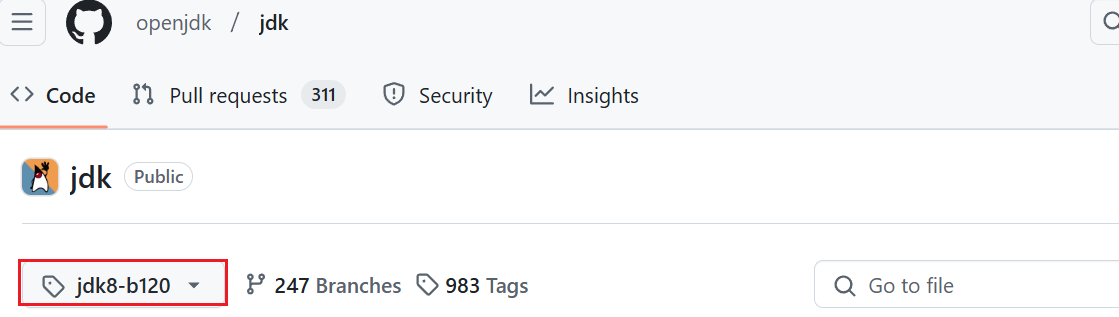 openjdk / jdk
Code Pull requests 311 Security Insights
jdk Public
jdk8-b120 247 Branches 983 Tags Go to file